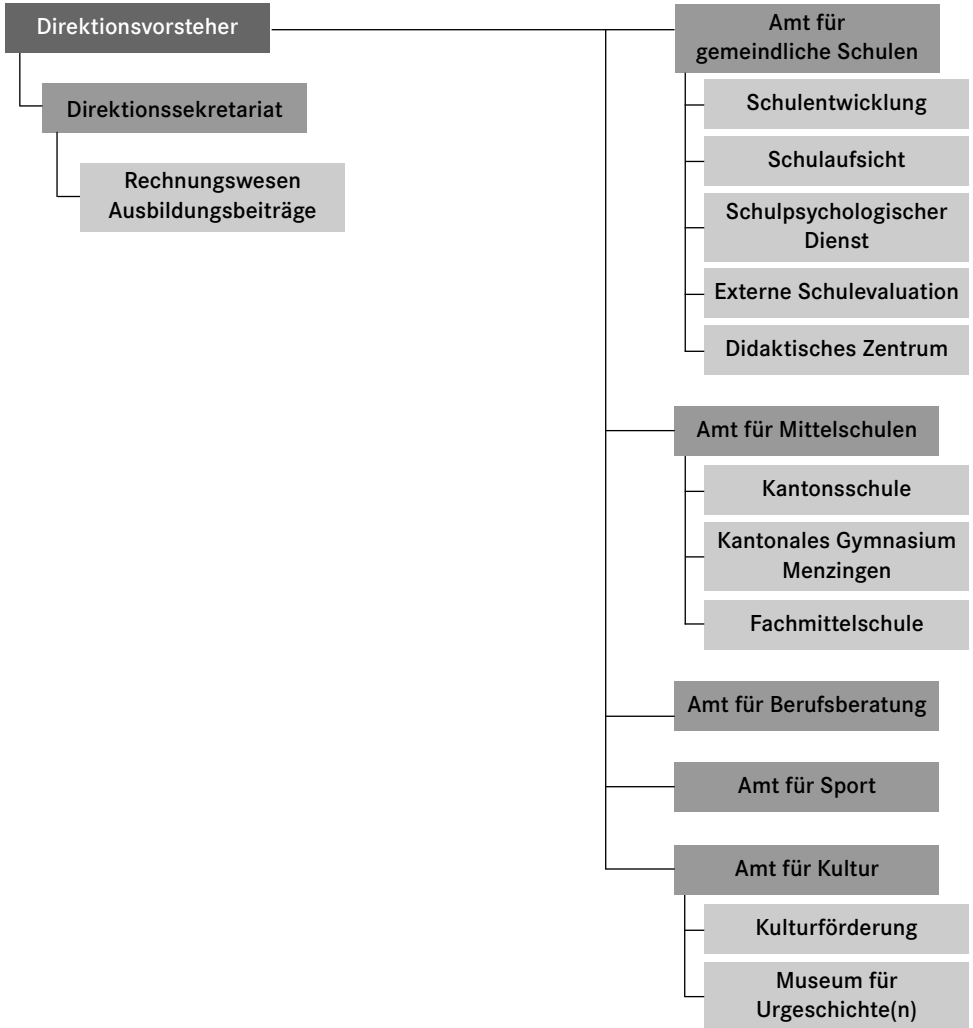 Direktionsvorsteher
Direktionssekretariat
Rechnungswesen
Ausbildungsbeiträge
Amt für
gemeindliche Schulen
Schulentwicklung
Schulaufsicht
Schulpsychologischer
Dienst
Externe Schulevaluation
Didaktisches Zentrum
Amt für Mittelschulen
Kantonsschule
Kantonales Gymnasium
Menzingen
Fachmittelschule
Amt für Berufsberatung
Amt für Sport
Amt für Kultur
Kulturförderung
Museum für
Urgeschichte(n)